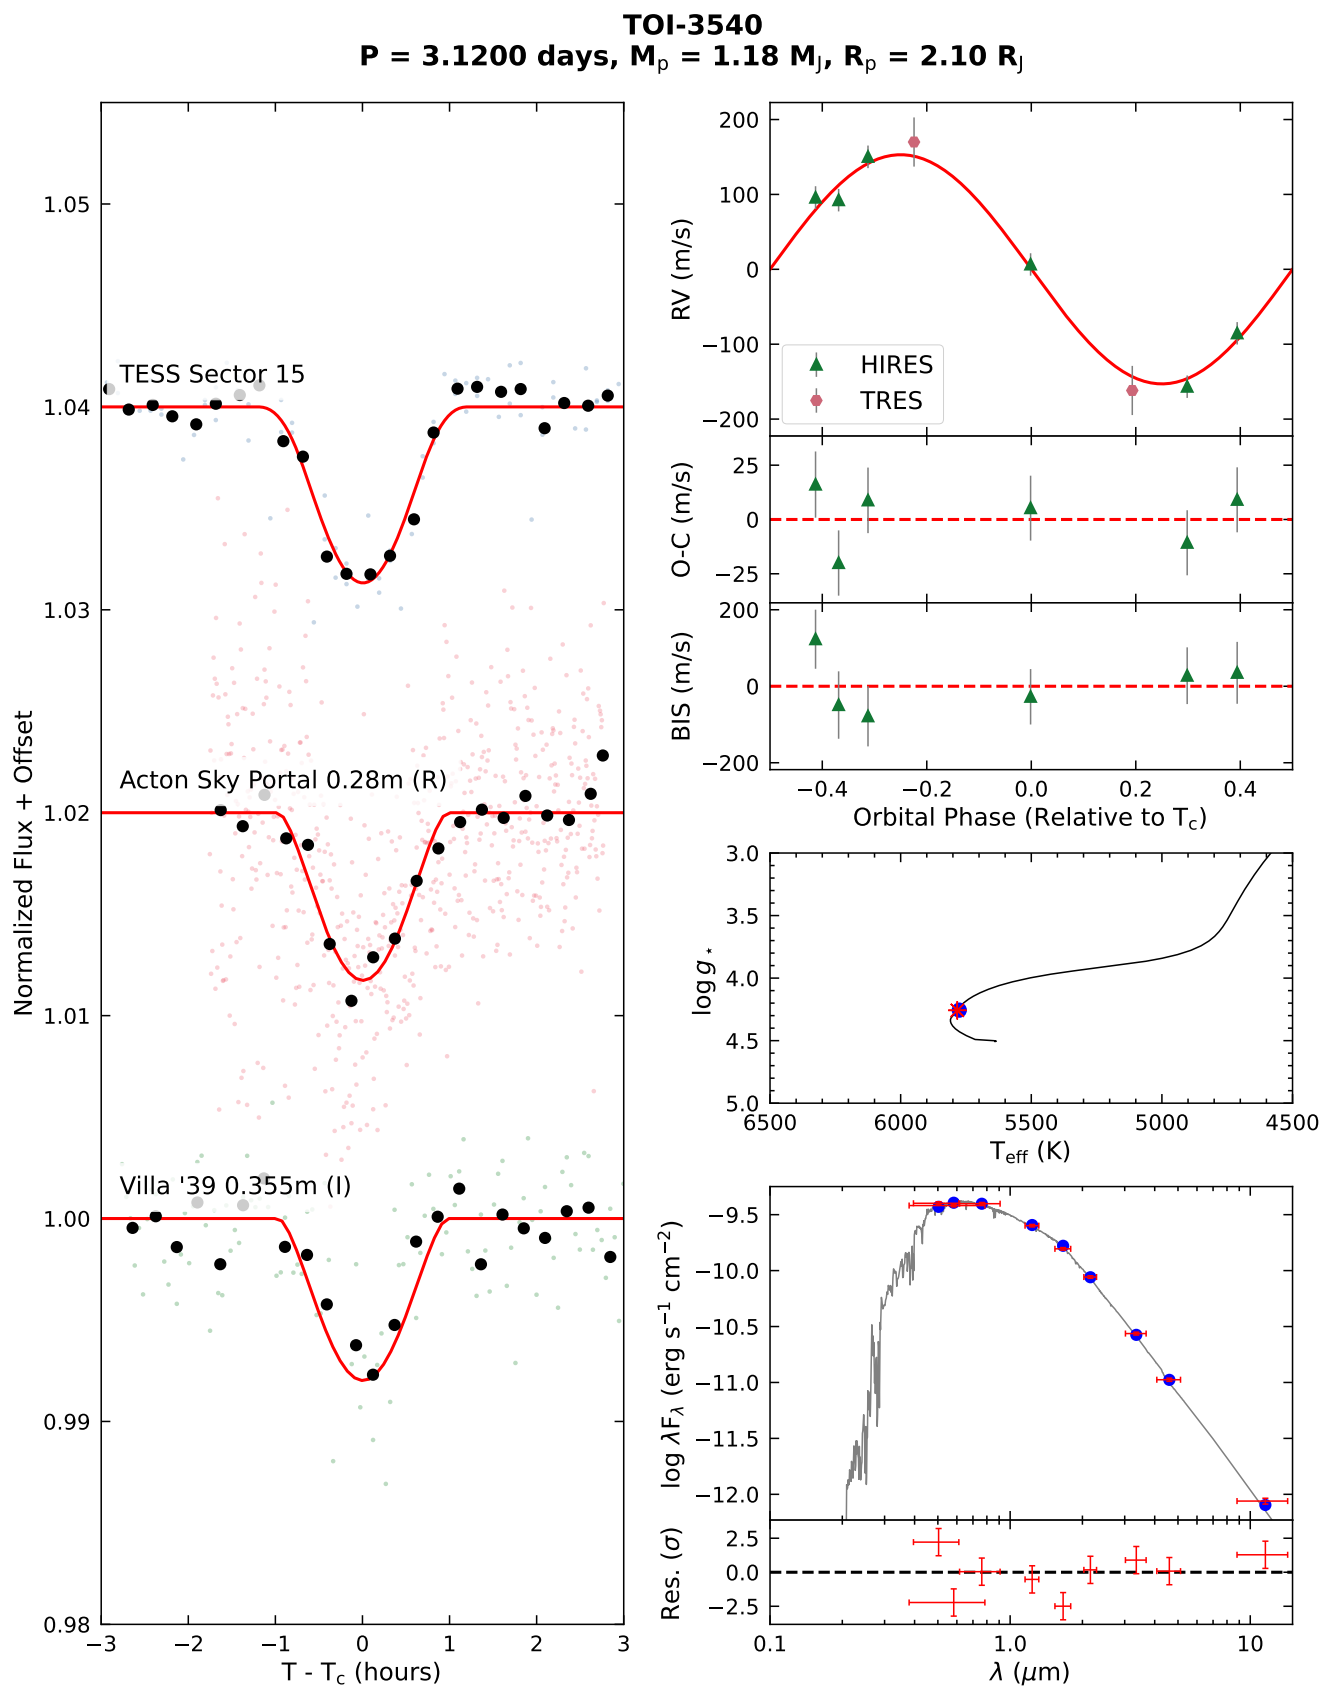 TOI-3540
P = 3.1200 days, Mp = 1.18 MJ, Rp = 2.10 RJ
1.05
1.04
1.03
1.02
1.01
1.00
0.99
0.98
Normalized Flux + Offset
TESS Sector 15
Acton Sky Portal 0.28m (R)
Villa '39 0.355m (I)
−3 −2 −1 0 1 2 3
T - Tc (hours)
200
100
0
−100
−200
RV (m/s)
HIRES
TRES
25
0
−25
O-C (m/s)
200
0
−200
BIS (m/s)
−0.4 −0.2 0.0 0.2 0.4
Orbital Phase (Relative to Tc)
3.0
3.5
4.0
4.5
5.0
log g⋆
6500 6000 5500 5000 4500
Teff (K)
−9.5
−10.0
−10.5
−11.0
−11.5
−12.0
log λFλ (erg s−1 cm−2)
2.5
0.0
−2.5
Res. (σ)
0.1 1.0 10
λ (μm)